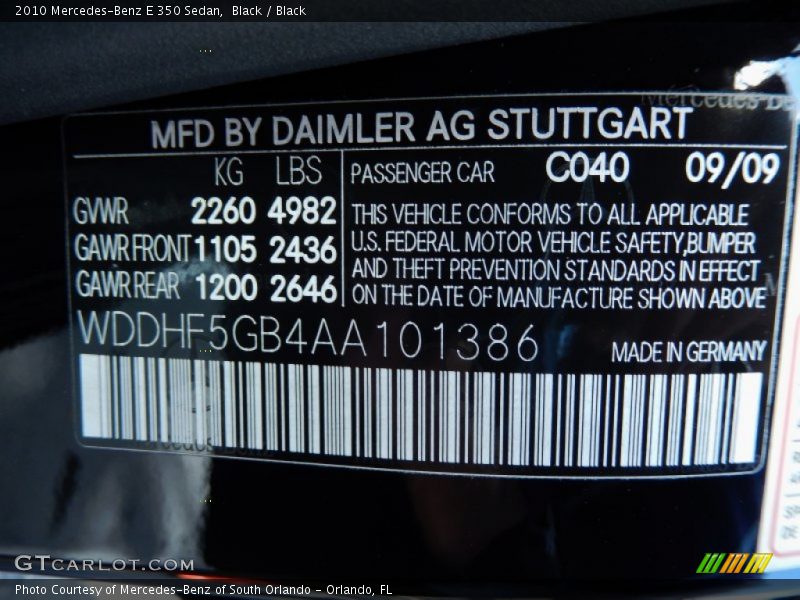 2010 Mercedes-Benz E 350 Sedan, Black / Black
Mercedes-Be
MFD BY DAIMLER AG STUTTGART
KG LBS
GVWR 2260 4982
GAWR FRONT 1105 2436
GAWR REAR 1200 2646
PASSENGER CAR C040 09/09
THIS VEHICLE CONFORMS TO ALL APPLICABLE
U.S. FEDERAL MOTOR VEHICLE SAFETY,BUMPER
AND THEFT PREVENTION STANDARDS IN EFFECT
ON THE DATE OF MANUFACTURE SHOWN ABOVE
WDDHF5GB4AA101386
MADE IN GERMANY
GTCARLOT.COM
Photo Courtesy of Mercedes-Benz of South Orlando - Orlando, FL